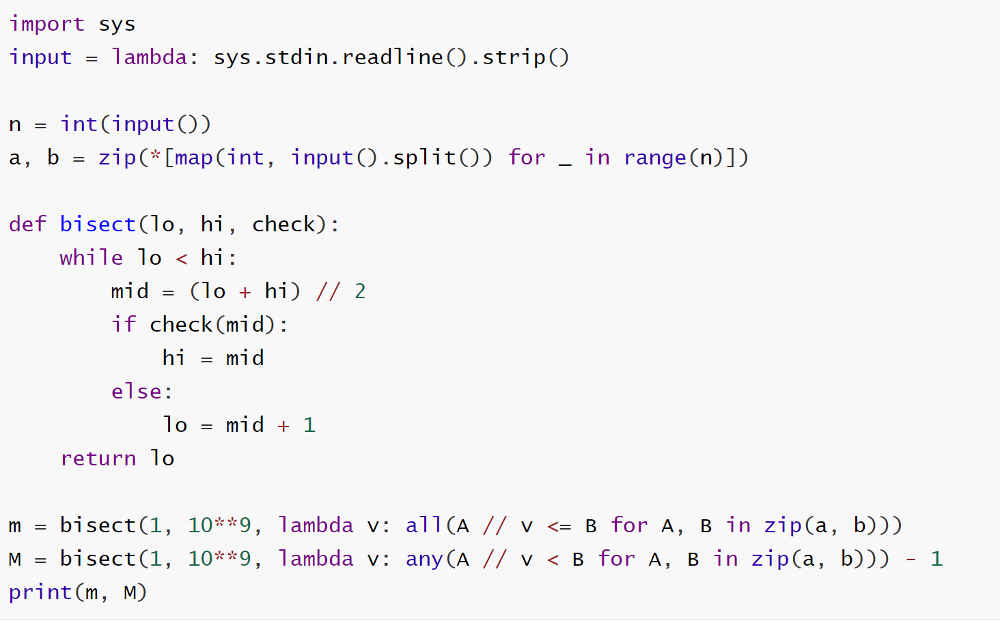 import sys
input = lambda: sys.stdin.readline().strip()

n = int(input())
a, b = zip(*[map(int, input().split()) for _ in range(n)])

def bisect(lo, hi, check):
    while lo < hi:
        mid = (lo + hi) // 2
        if check(mid):
            hi = mid
        else:
            lo = mid + 1
    return lo

m = bisect(1, 10**9, lambda v: all(A // v <= B for A, B in zip(a, b)))
M = bisect(1, 10**9, lambda v: any(A // v < B for A, B in zip(a, b))) - 1
print(m, M)